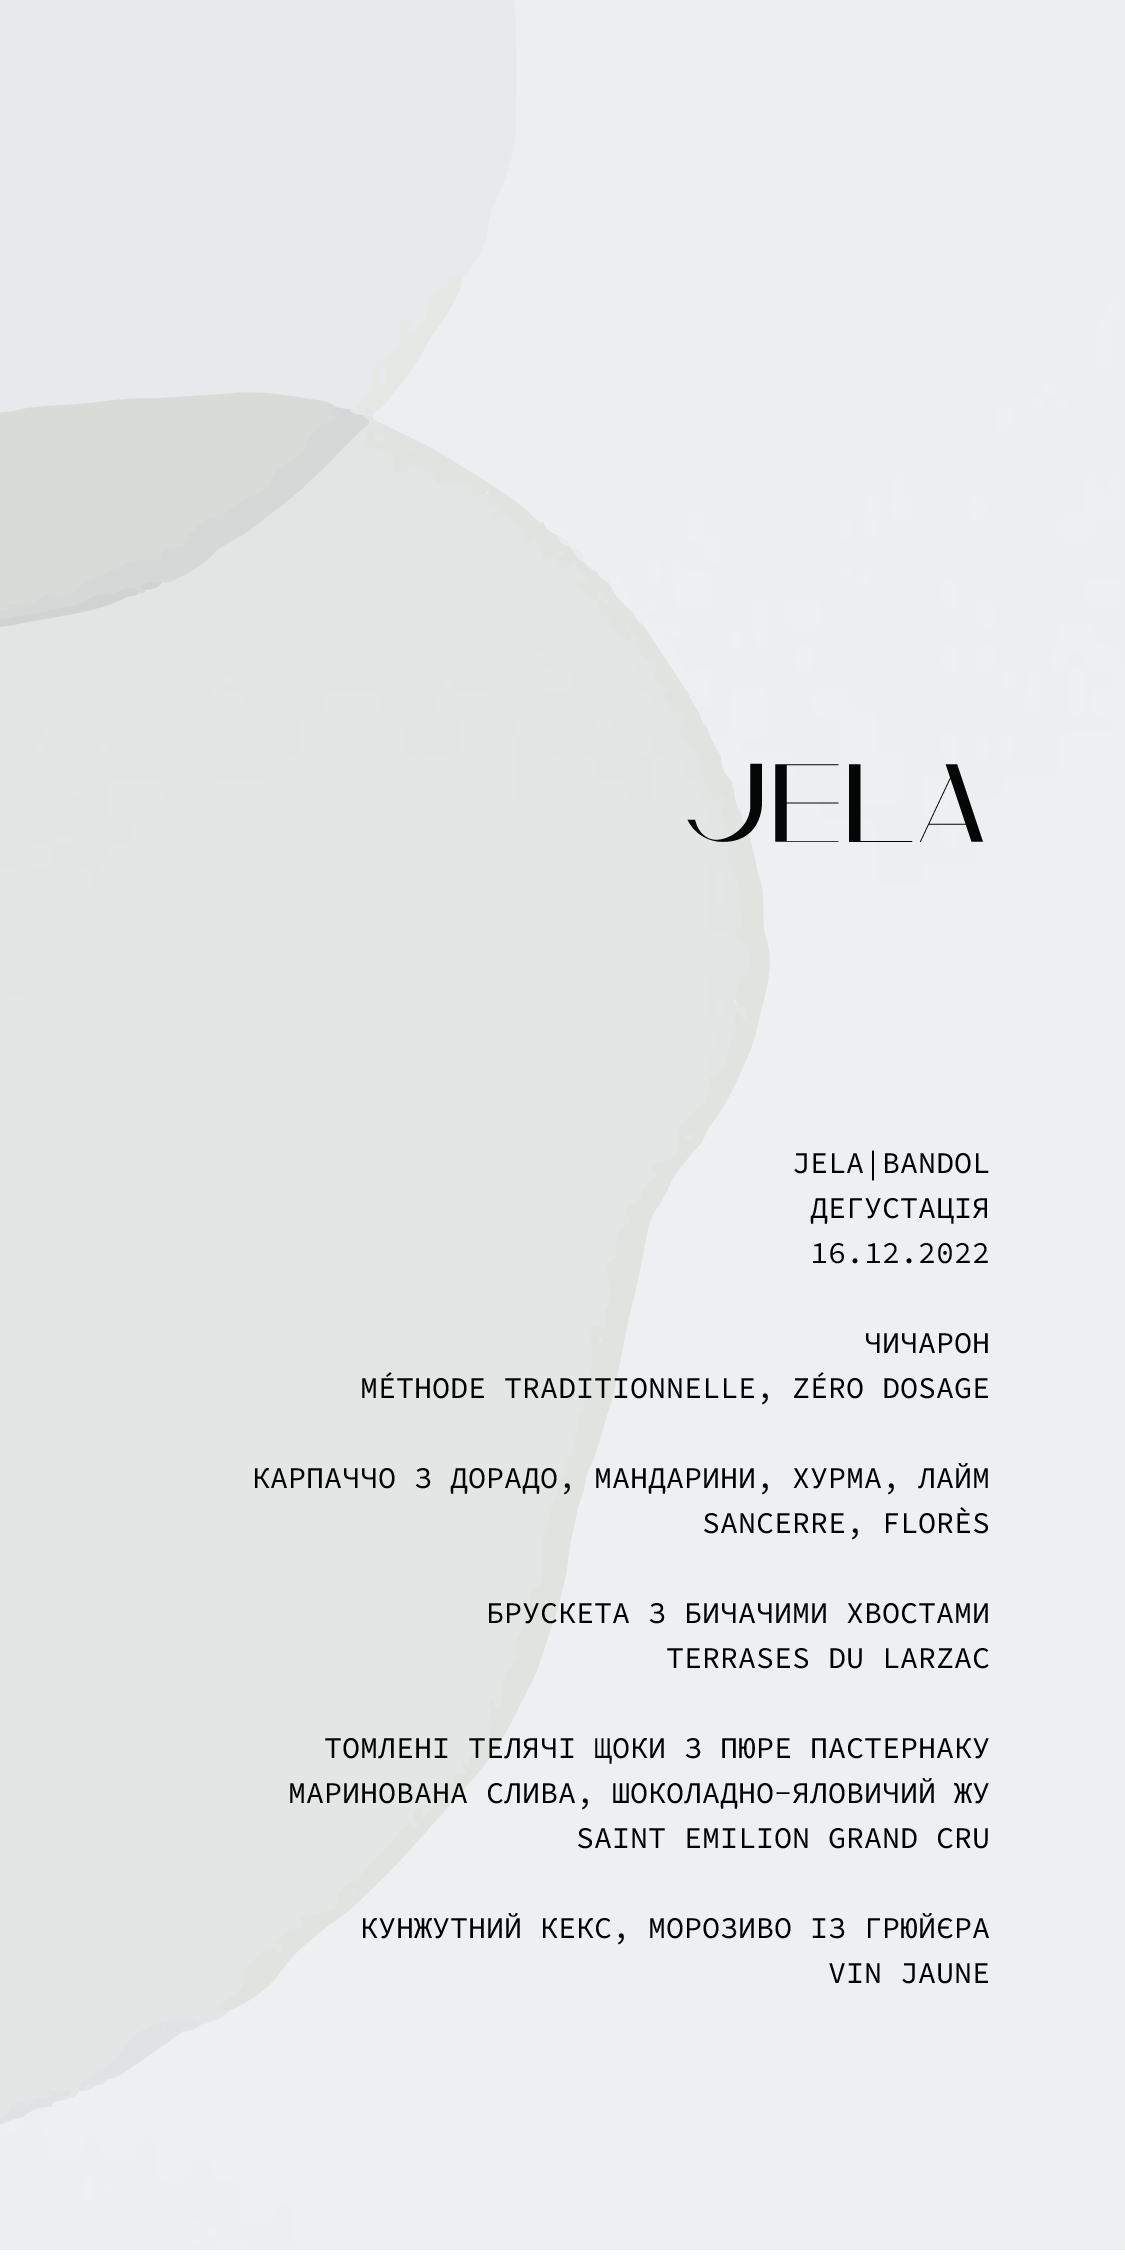 JELA
JELA|BANDOL
ДЕГУСТАЦІЯ
16.12.2022
ЧИЧАРОН
MÉTHODE TRADITIONNELLE, ZÉRO DOSAGE
КАРПАЧЧО З ДОРАДО, МАНДАРИНИ, ХУРМА, ЛАЙМ
SANCERRE, FLORÈS
БРУСКЕТА З БИЧАЧИМИ ХВОСТАМИ
TERRASES DU LARZAC
ТОМЛЕНІ ТЕЛЯЧІ ЩОКИ З ПЮРЕ ПАСТЕРНАКУ
МАРИНОВАНА СЛИВА, ШОКОЛАДНО-ЯЛОВИЧИЙ ЖУ
SAINT EMILION GRAND CRU
КУНЖУТНИЙ КЕКС, МОРОЗИВО ІЗ ГРЮЙЄРА
VIN JAUNE